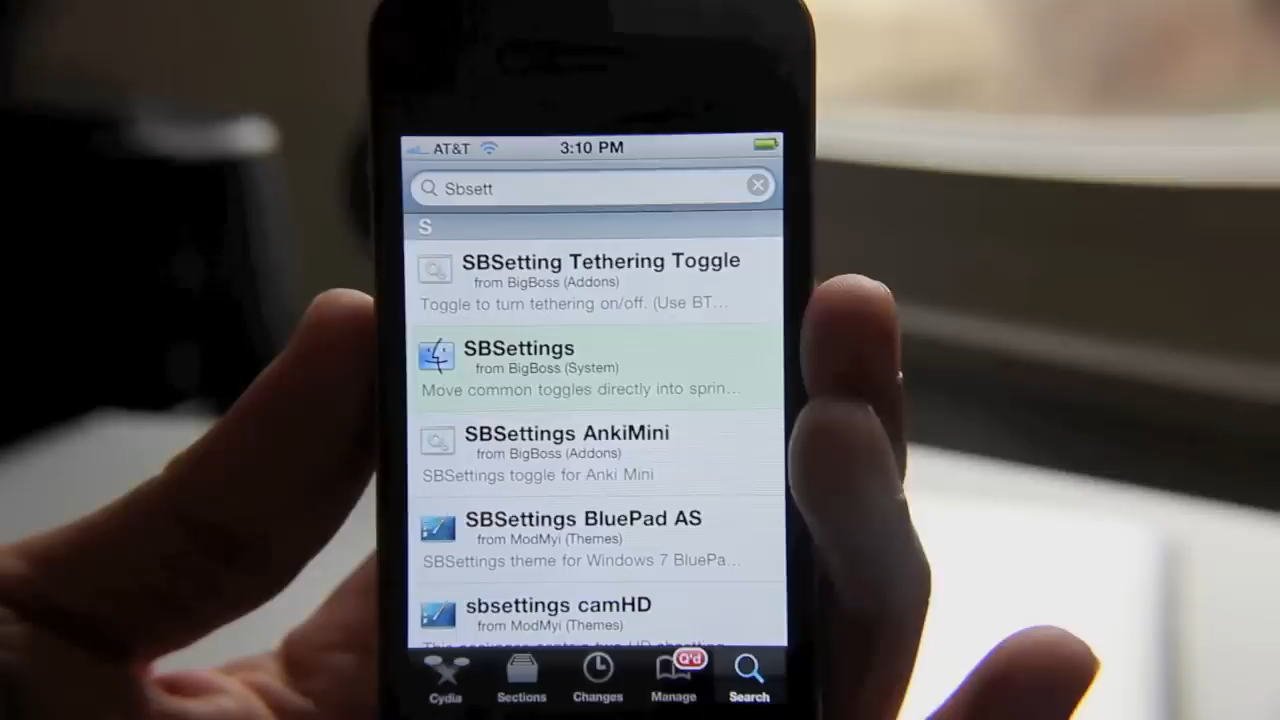 AT&T 3:10 PM
Sbsett
S
SBSetting Tethering Toggle
from BigBoss (Addons)
Toggle to turn tethering on/off. (Use BT...
SBSettings
from BigBoss (System)
Move common toggles directly into sprin...
SBSettings AnkiMini
from BigBoss (Addons)
SBSettings toggle for Anki Mini
SBSettings BluePad AS
from ModMyi (Themes)
SBSettings theme for Windows 7 BluePa...
sbsettings camHD
from ModMyi (Themes)
Q'd
Cydia Sections Changes Manage Search